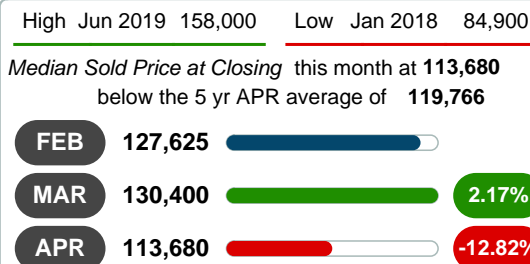 High Jun 2019 158,000 Low Jan 2018 84,900
Median Sold Price at Closing this month at 113,680
below the 5 yr APR average of 119,766
FEB 127,625
MAR 130,400 2.17%
APR 113,680 -12.82%